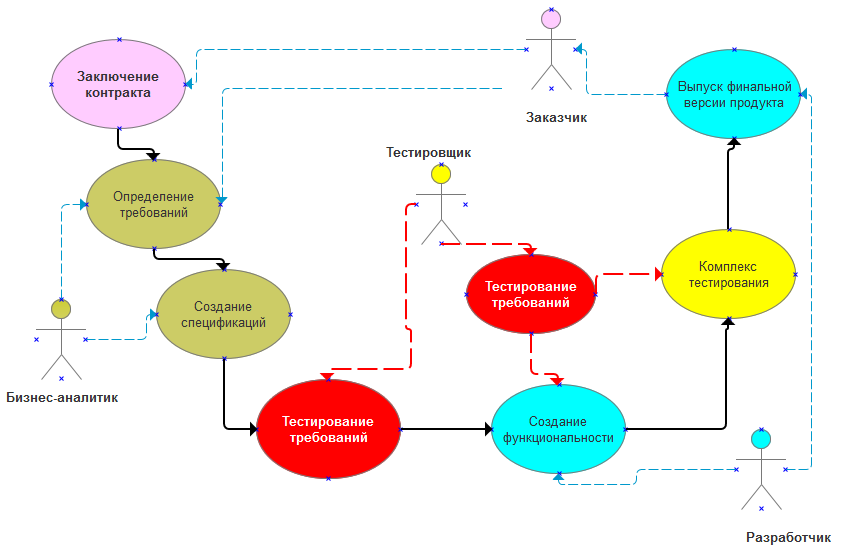 Заключение
контракта
Заказчик
Выпуск финальной
версии продукта
Тестировщик
Определение
требований
Тестирование
требований
Комплекс
тестирования
Создание
спецификаций
Бизнес-аналитик
Тестирование
требований
Создание
функциональности
Разработчик